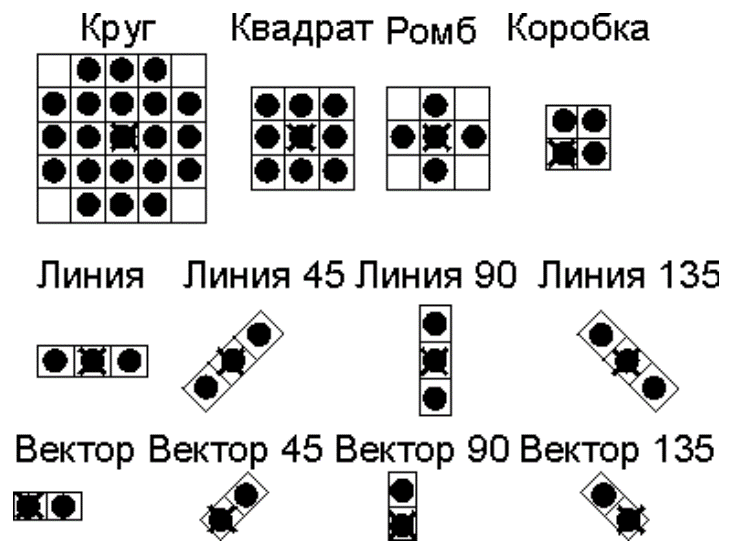 Круг Квадрат Ромб Коробка
Линия Линия 45 Линия 90 Линия 135
Вектор Вектор 45 Вектор 90 Вектор 135